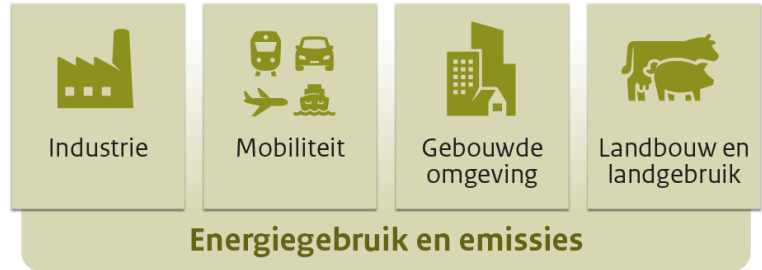 Industrie
Mobiliteit
Gebouwde
omgeving
Landbouw en
landgebruik
Energiegebruik en emissies